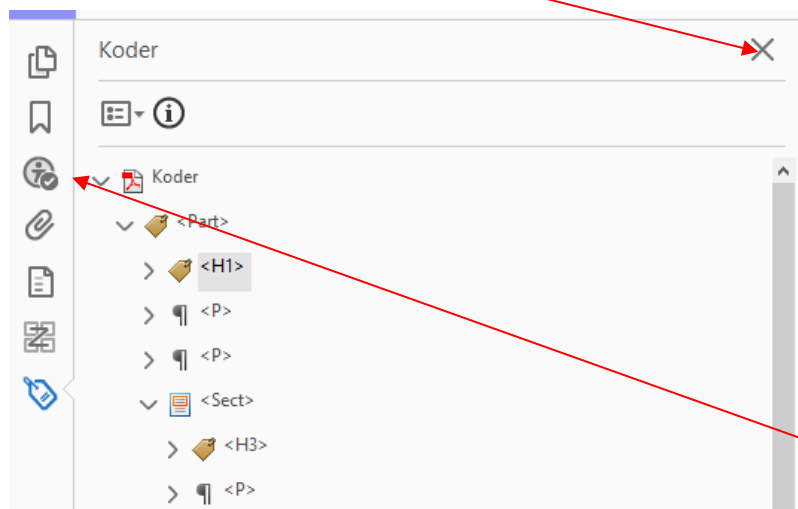 Koder
Koder
<Part>
<H1>
<P>
<P>
<Sect>
<H3>
<P>